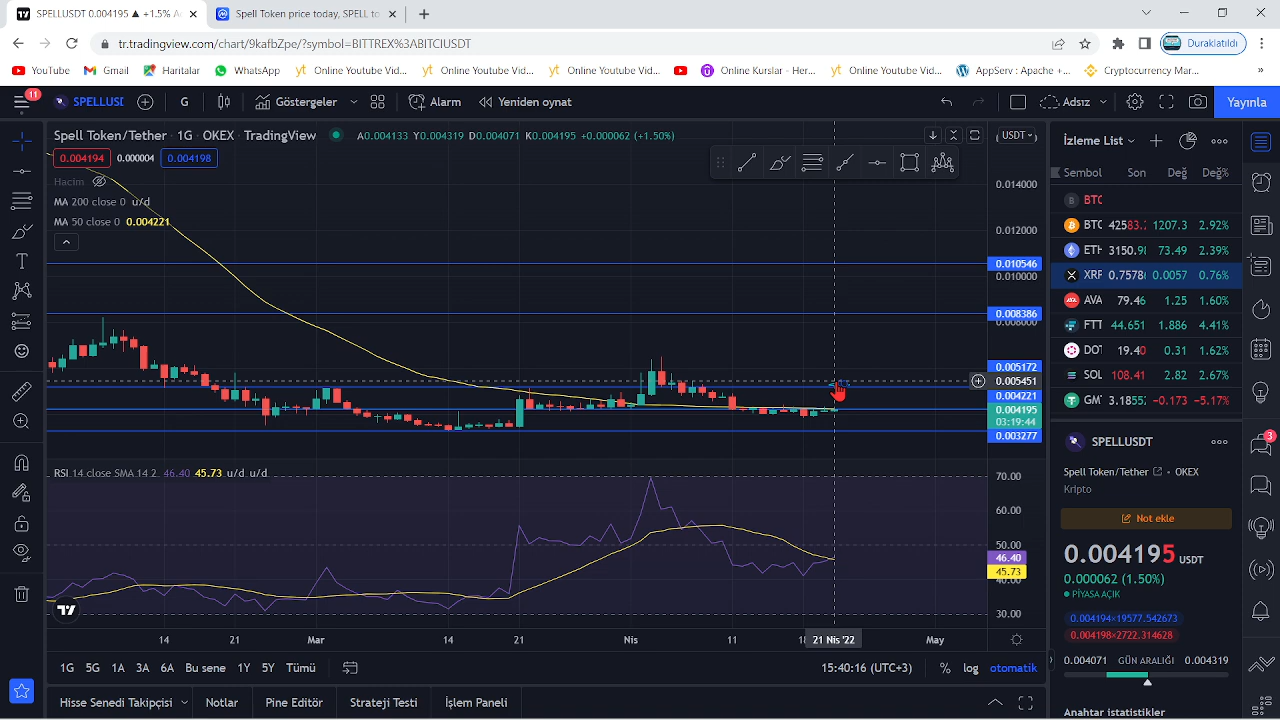 SPELLUSDT 0.004195 ▲ +1.5% A
Spell Token price today, SPELL to
tr.tradingview.com/chart/9kafbZpe/?symbol=BITTREX%3ABITCIUSDT
Duraklatıldı
YouTube
Gmail
Haritalar
WhatsApp
Online Youtube Vid...
Online Youtube Vid...
Online Youtube Vid...
Online Kurslar - Her...
Online Youtube Vid...
AppServ : Apache +...
Cryptocurrency Mar...
»
11
SPELLUSD
G
Göstergeler
Alarm
Yeniden oynat
Adsız
Yayınla
Spell Token/Tether · 1G · OKEX · TradingView
A0.004133 Y0.004319 D0.004071 K0.004195 +0.000062 (+1.50%)
USDT
0.004194 0.000004 0.004198
Hacim
MA 200 close 0 u/d
MA 50 close 0 0.004221
0.014000
0.012000
0.010546
0.010000
0.008386
0.008000
0.005172
0.005451
0.004221
0.004195
03:19:44
0.003277
RSI 14 close SMA 14 2 46.40 45.73 u/d u/d
70.00
60.00
50.00
46.40
45.73
40.00
30.00
14 21 Mar 14 21 Nis 11 18 21 Nis '22 May
1G 5G 1A 3A 6A Bu sene 1Y 5Y Tümü
15:40:16 (UTC+3)
% log otomatik
Hisse Senedi Takipçisi
Notlar
Pine Editör
Strateji Testi
İşlem Paneli
İzleme List
Sembol Son Değ Değ%
BTC
BTC 42583. 1207.3 2.92%
ETH 3150.98 73.49 2.39%
XRP 0.7578 0.0057 0.76%
AVA 79.46 1.25 1.60%
FTT 44.651 1.886 4.41%
DOT 19.40 0.31 1.62%
SOL 108.41 2.82 2.67%
GM 3.1855 -0.173 -5.17%
SPELLUSDT
Spell Token/Tether • OKEX
Kripto
Not ekle
0.004195 USDT
0.000062 (1.50%)
PİYASA AÇIK
0.004194×19577.542673
0.004198×2722.314628
0.004071 GÜN ARALIĞI 0.004319
Anahtar istatistikler
3